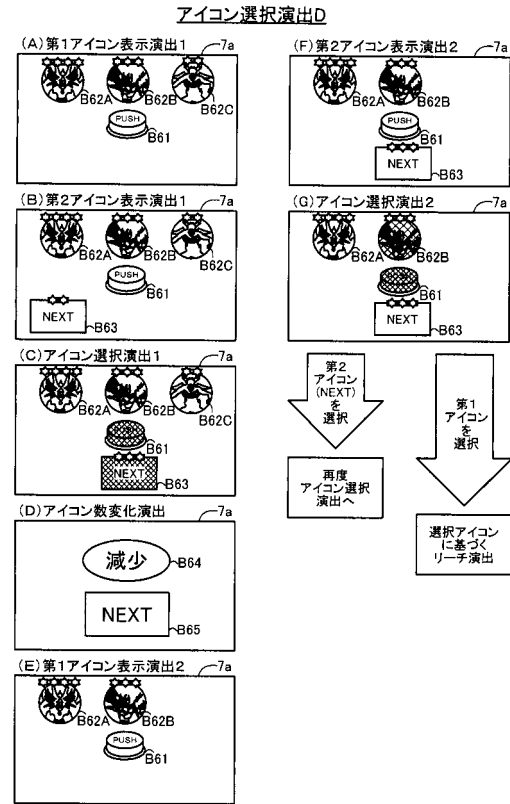 アイコン選択演出D
(A)第1アイコン表示演出1
7a
B62A
B62B
B62C
PUSH
B61
(B)第2アイコン表示演出1
7a
B62A
B62B
B62C
PUSH
B61
NEXT
B63
(C)アイコン選択演出1
7a
B62A
B62B
B62C
B61
NEXT
B63
(D)アイコン数変化演出
7a
減少
B64
NEXT
B65
(E)第1アイコン表示演出2
7a
B62A
B62B
PUSH
B61
(F)第2アイコン表示演出2
7a
B62A
B62B
PUSH
B61
NEXT
B63
(G)アイコン選択演出2
7a
B62A
B62B
B61
NEXT
B63
第2
アイコン
(NEXT)
を
選択
再度
アイコン選択
演出へ
第1
アイコン
を
選択
選択アイコン
に基づく
リーチ演出